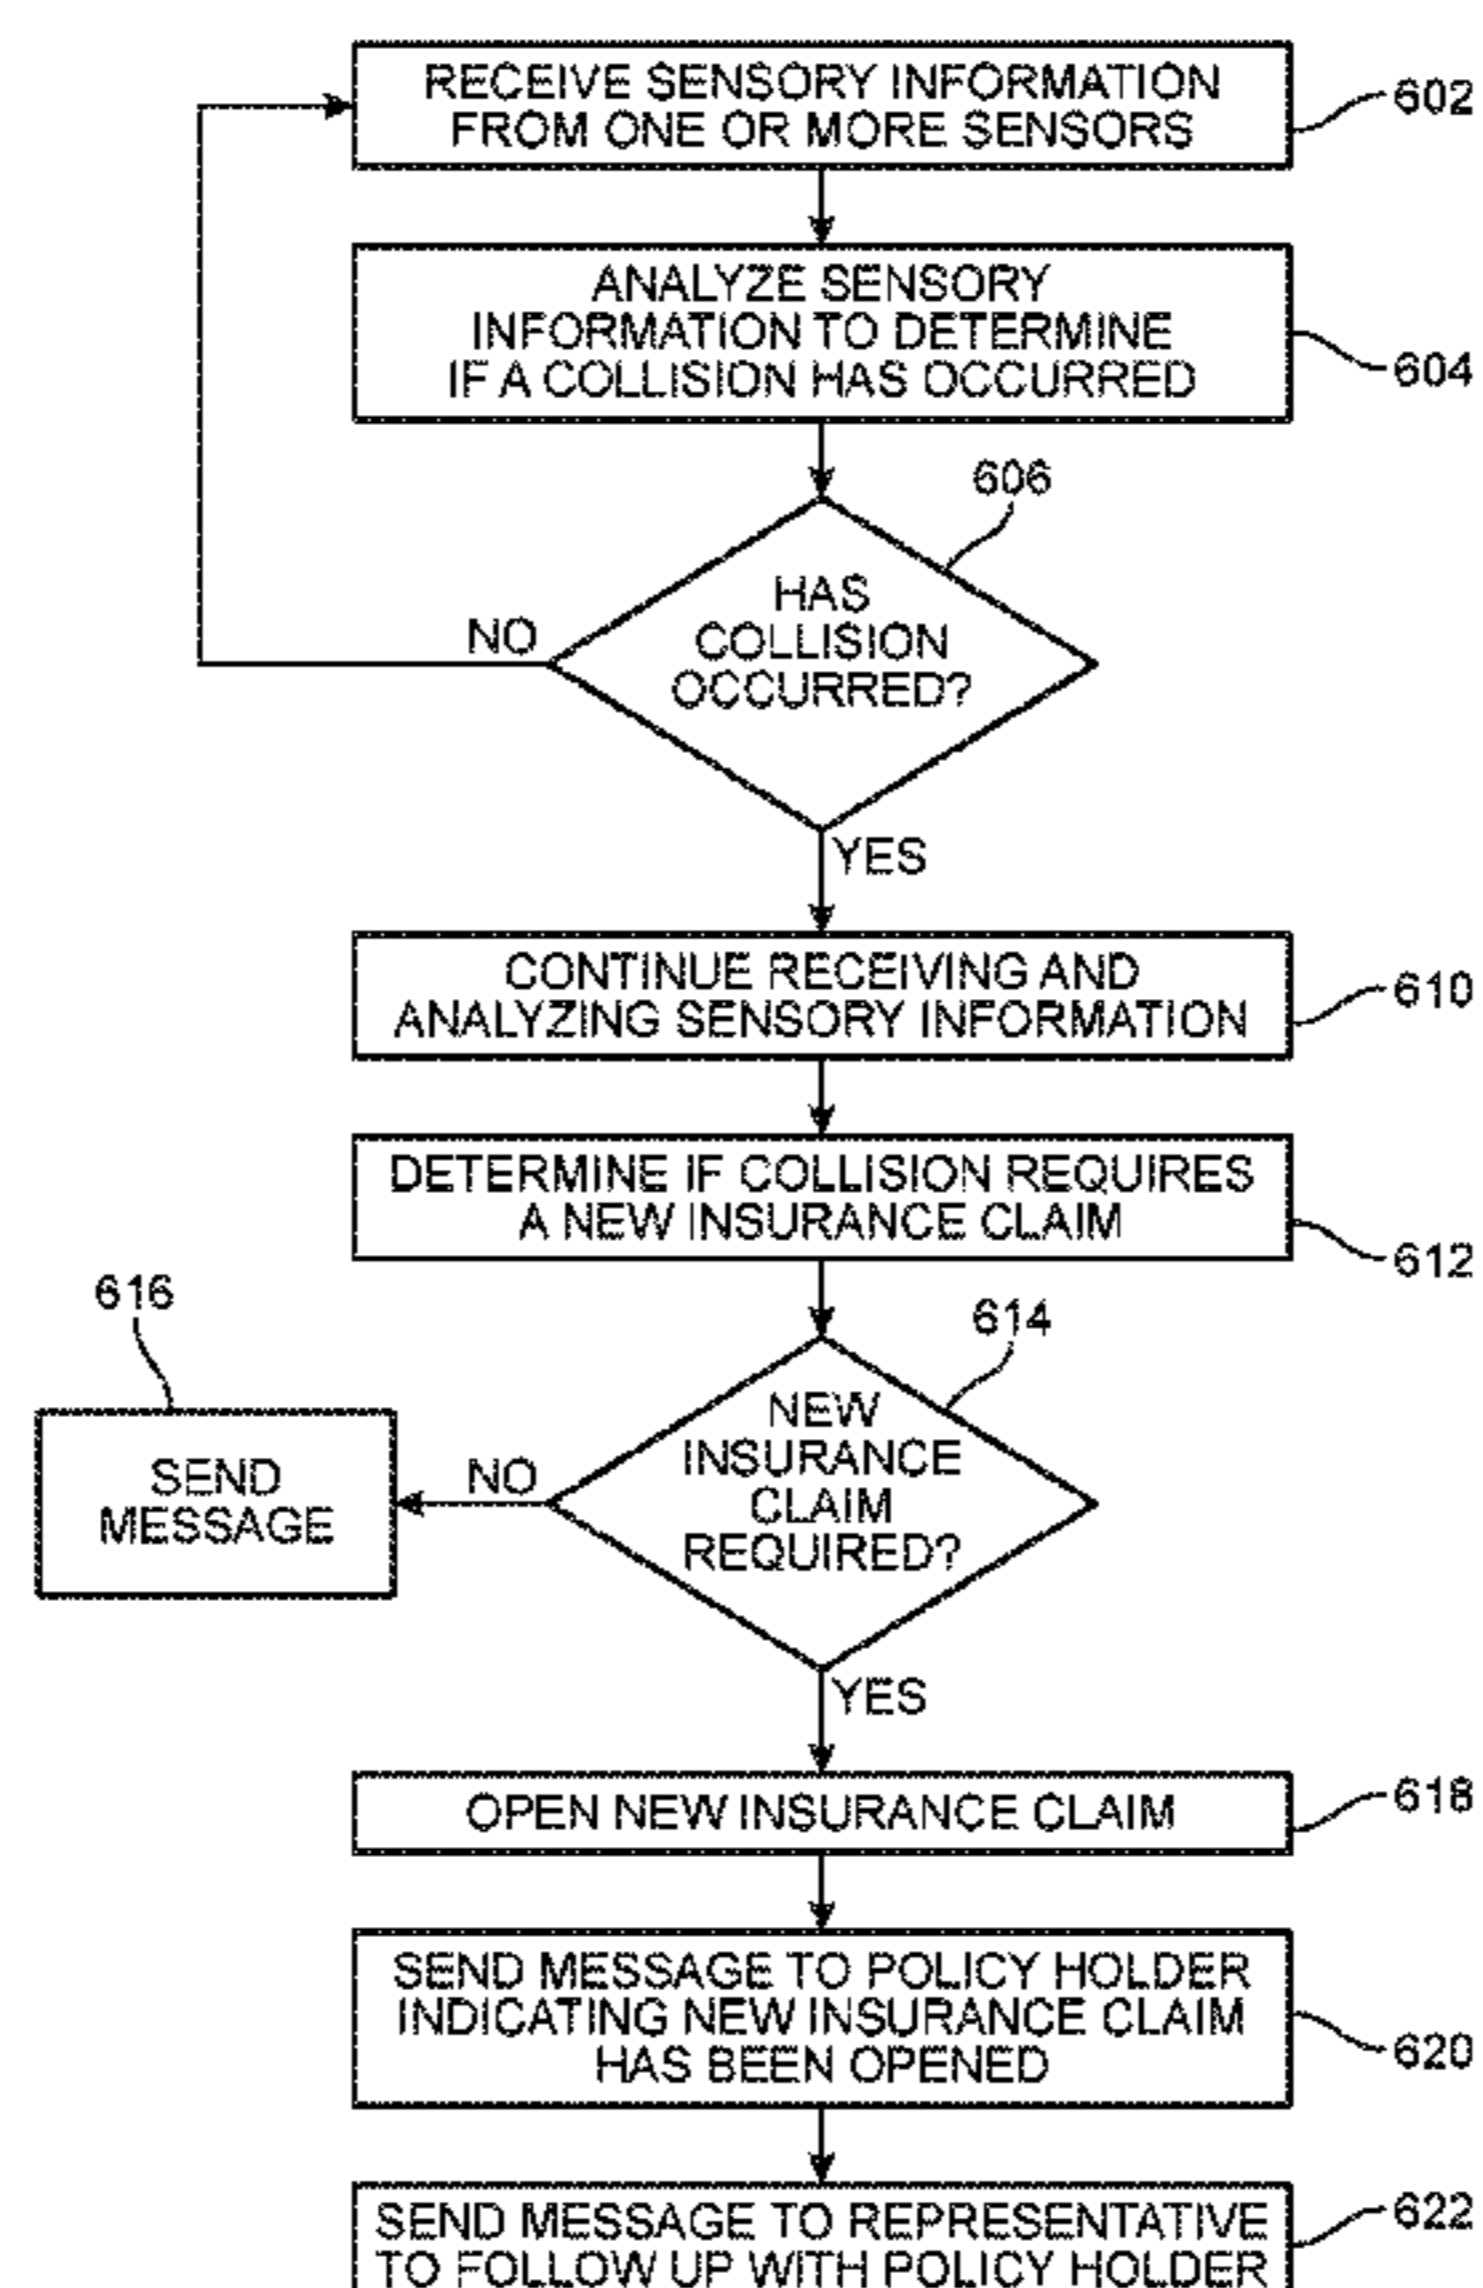 RECEIVE SENSORY INFORMATION
FROM ONE OR MORE SENSORS
602
ANALYZE SENSORY
INFORMATION TO DETERMINE
IF A COLLISION HAS OCCURRED
604
606
HAS
COLLISION
OCCURRED?
NO
YES
CONTINUE RECEIVING AND
ANALYZING SENSORY INFORMATION
610
DETERMINE IF COLLISION REQUIRES
A NEW INSURANCE CLAIM
612
616
614
NEW
INSURANCE
CLAIM
REQUIRED?
NO
SEND
MESSAGE
YES
OPEN NEW INSURANCE CLAIM
618
SEND MESSAGE TO POLICY HOLDER
INDICATING NEW INSURANCE CLAIM
HAS BEEN OPENED
620
SEND MESSAGE TO REPRESENTATIVE
TO FOLLOW UP WITH POLICY HOLDER
622